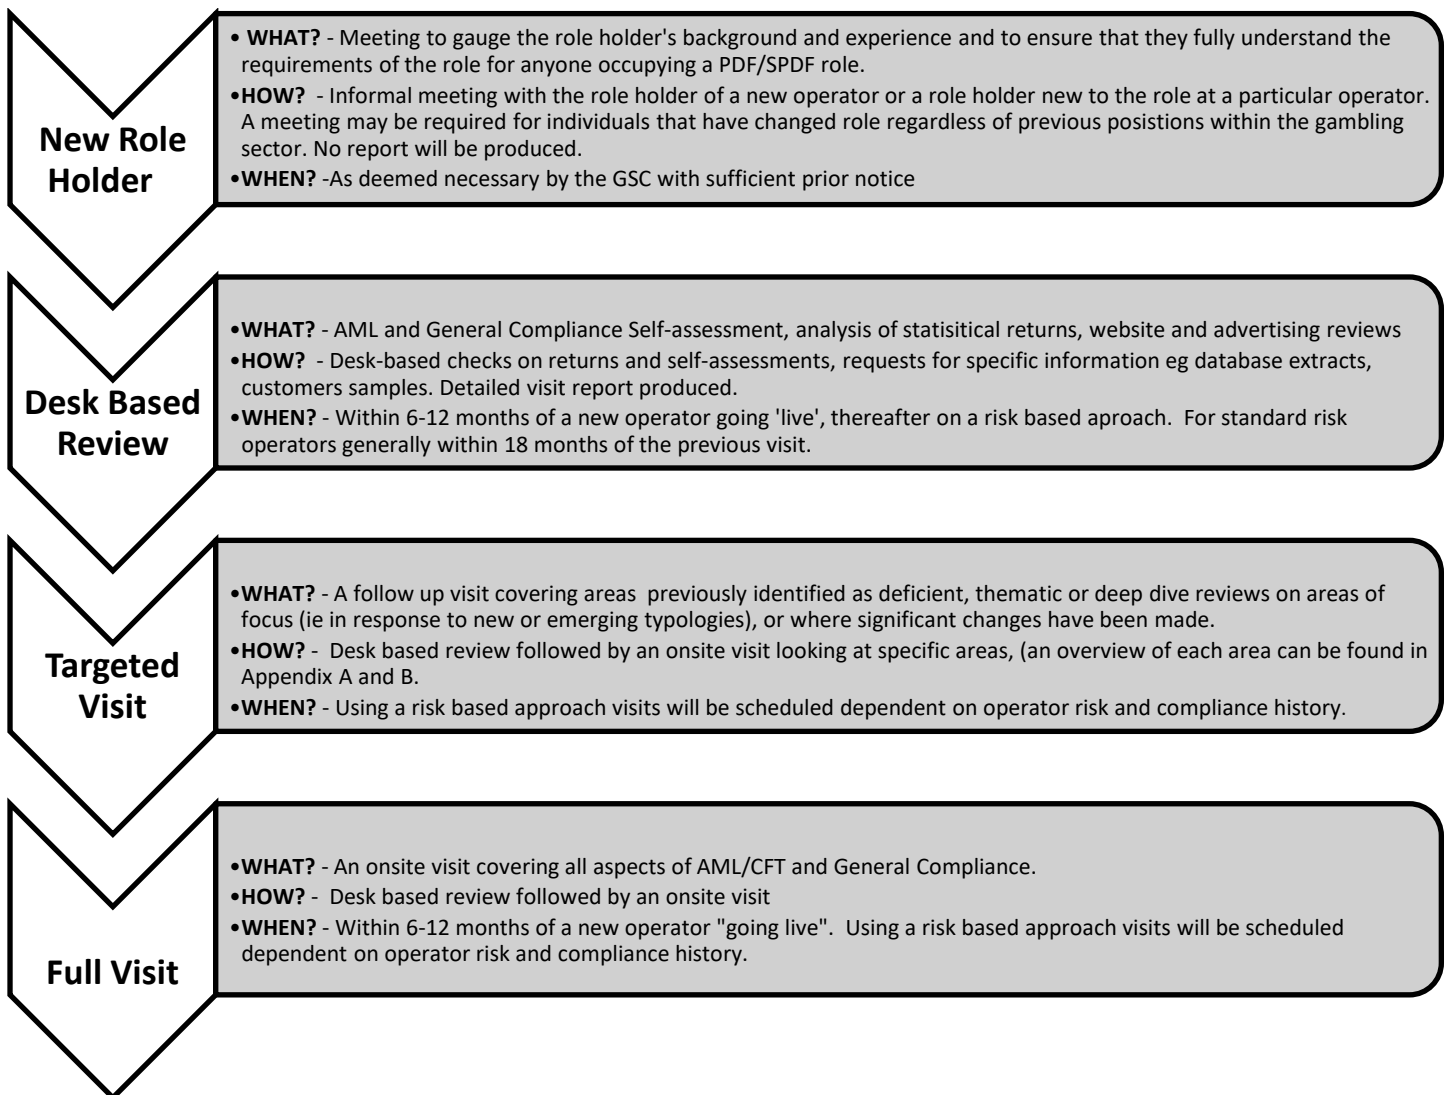 New Role
Holder
• WHAT? - Meeting to gauge the role holder's background and experience and to ensure that they fully understand the
requirements of the role for anyone occupying a PDF/SPDF role.
•HOW?  - Informal meeting with the role holder of a new operator or a role holder new to the role at a particular operator.
A meeting may be required for individuals that have changed role regardless of previous posistions within the gambling
sector. No report will be produced.
•WHEN? -As deemed necessary by the GSC with sufficient prior notice
Desk Based
Review
•WHAT? - AML and General Compliance Self-assessment, analysis of statisitical returns, website and advertising reviews
•HOW?  - Desk-based checks on returns and self-assessments, requests for specific information eg database extracts,
customers samples. Detailed visit report produced.
•WHEN? - Within 6-12 months of a new operator going 'live', thereafter on a risk based aproach.  For standard risk
operators generally within 18 months of the previous visit.
Targeted
Visit
•WHAT? - A follow up visit covering areas  previously identified as deficient, thematic or deep dive reviews on areas of
focus (ie in response to new or emerging typologies), or where significant changes have been made.
•HOW? -  Desk based review followed by an onsite visit looking at specific areas, (an overview of each area can be found in
Appendix A and B.
•WHEN? - Using a risk based approach visits will be scheduled dependent on operator risk and compliance history.
Full Visit
•WHAT? - An onsite visit covering all aspects of AML/CFT and General Compliance.
•HOW? -  Desk based review followed by an onsite visit
•WHEN? - Within 6-12 months of a new operator "going live".  Using a risk based approach visits will be scheduled
dependent on operator risk and compliance history.